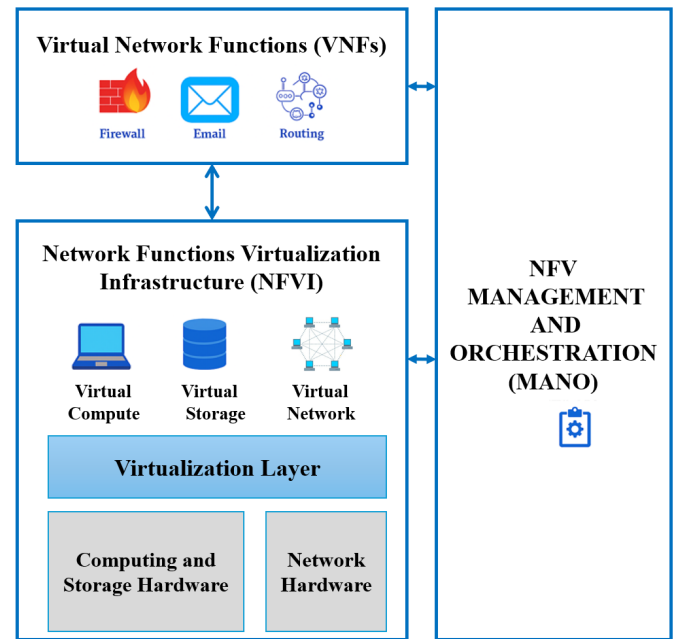 Virtual Network Functions (VNFs)
Firewall
Email
Routing
Network Functions Virtualization
Infrastructure (NFVI)
Virtual
Compute
Virtual
Storage
Virtual
Network
Virtualization Layer
Computing and
Storage Hardware
Network
Hardware
NFV
MANAGEMENT
AND
ORCHESTRATION
(MANO)